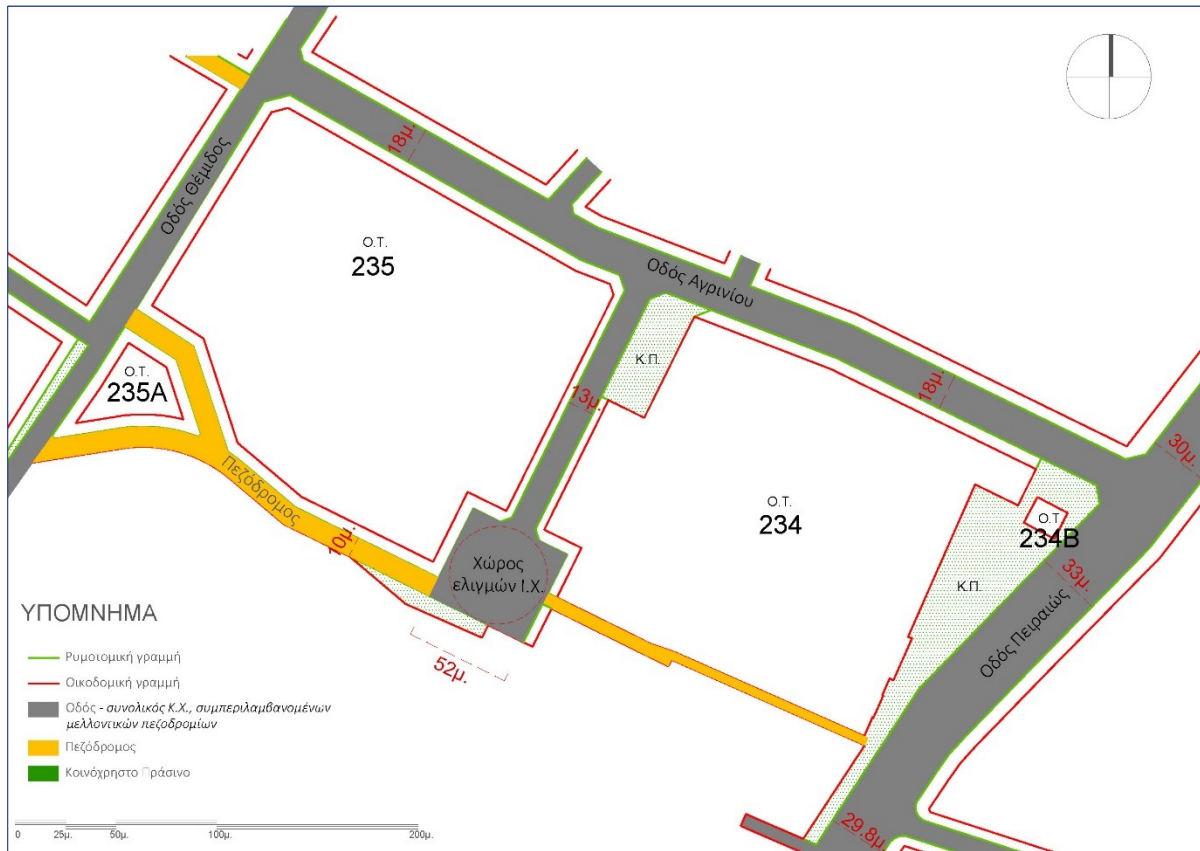 18μ.
Οδός Θέμιδος
Ο.Τ.
235
Οδός Αγρινίου
Κ.Π.
Ο.Τ.
235Α
13μ.
18μ.
30μ.
Πεζόδρομος
Ο.Τ.
234
Ο.Τ
234Β
10μ.
Χώρος
ελιγμών Ι.Χ.
33μ.
Κ.Π.
Οδός Πειραιώς
52μ.
29.8μ.
ΥΠΟΜΝΗΜΑ
Ρυμοτομική γραμμή
Οικοδομική γραμμή
Οδός - συνολικός Κ.Χ., συμπεριλαμβανομένων
μελλοντικών πεζοδρομίων
Πεζόδρομος
Κοινόχρηστο Πράσινο
0 25μ. 50μ. 100μ. 200μ.